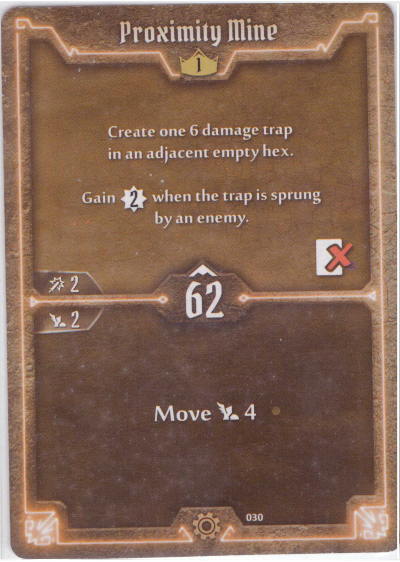 Proximity Mine
1
Create one 6 damage trap
in an adjacent empty hex.
Gain 2 when the trap is sprung
by an enemy.
2
62
2
Move 4
030